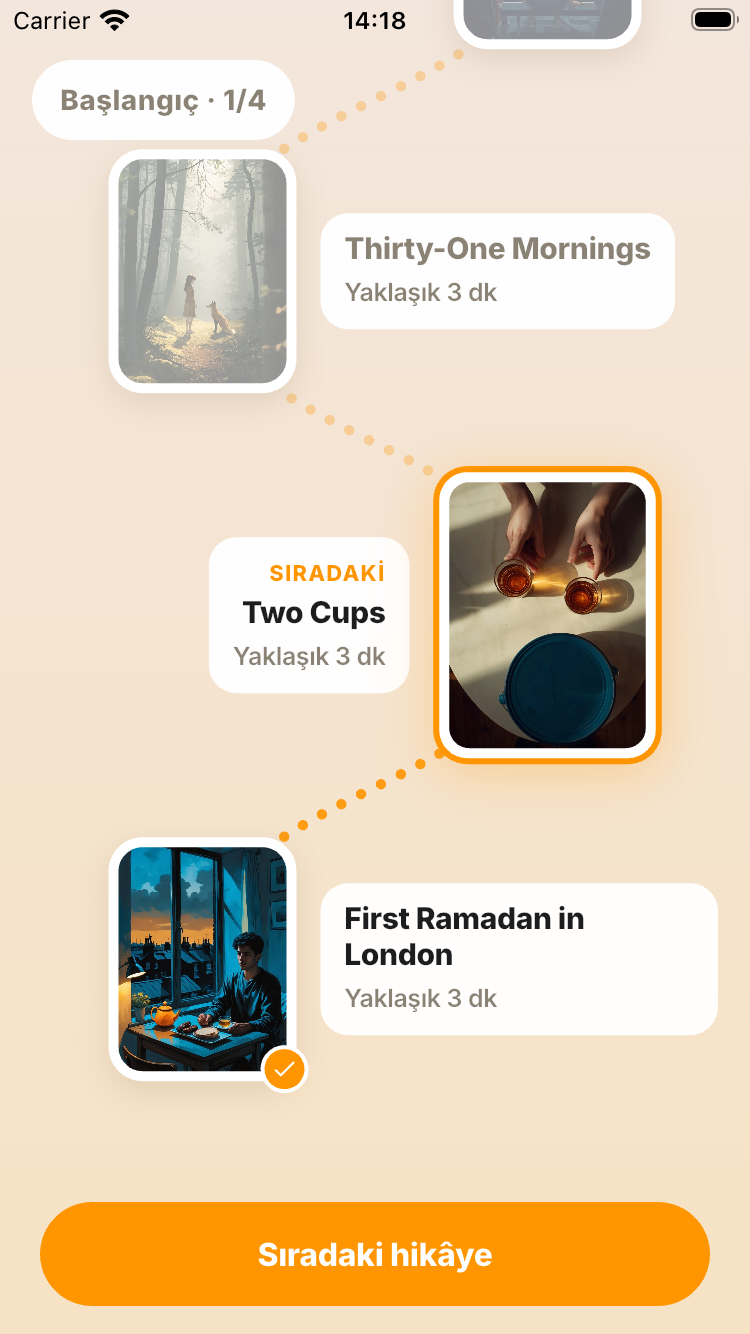 Carrier
14:18
Başlangıç · 1/4
Thirty-One Mornings
Yaklaşık 3 dk
SIRADAKİ
Two Cups
Yaklaşık 3 dk
First Ramadan in
London
Yaklaşık 3 dk
Sıradaki hikâye